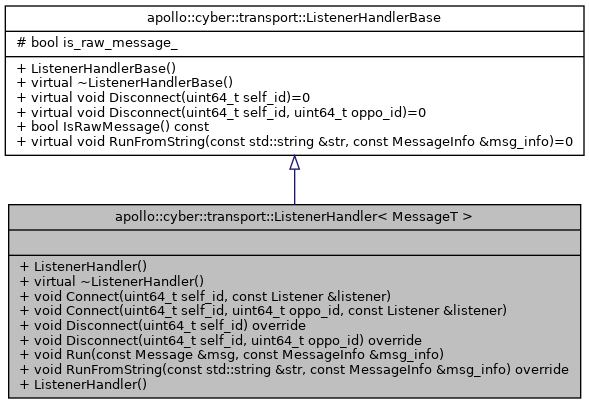 apollo::cyber::transport::ListenerHandlerBase
# bool is_raw_message_
+ ListenerHandlerBase()
+ virtual ~ListenerHandlerBase()
+ virtual void Disconnect(uint64_t self_id)=0
+ virtual void Disconnect(uint64_t self_id, uint64_t oppo_id)=0
+ bool IsRawMessage() const
+ virtual void RunFromString(const std::string &str, const MessageInfo &msg_info)=0
apollo::cyber::transport::ListenerHandler< MessageT >
+ ListenerHandler()
+ virtual ~ListenerHandler()
+ void Connect(uint64_t self_id, const Listener &listener)
+ void Connect(uint64_t self_id, uint64_t oppo_id, const Listener &listener)
+ void Disconnect(uint64_t self_id) override
+ void Disconnect(uint64_t self_id, uint64_t oppo_id) override
+ void Run(const Message &msg, const MessageInfo &msg_info)
+ void RunFromString(const std::string &str, const MessageInfo &msg_info) override
+ ListenerHandler()